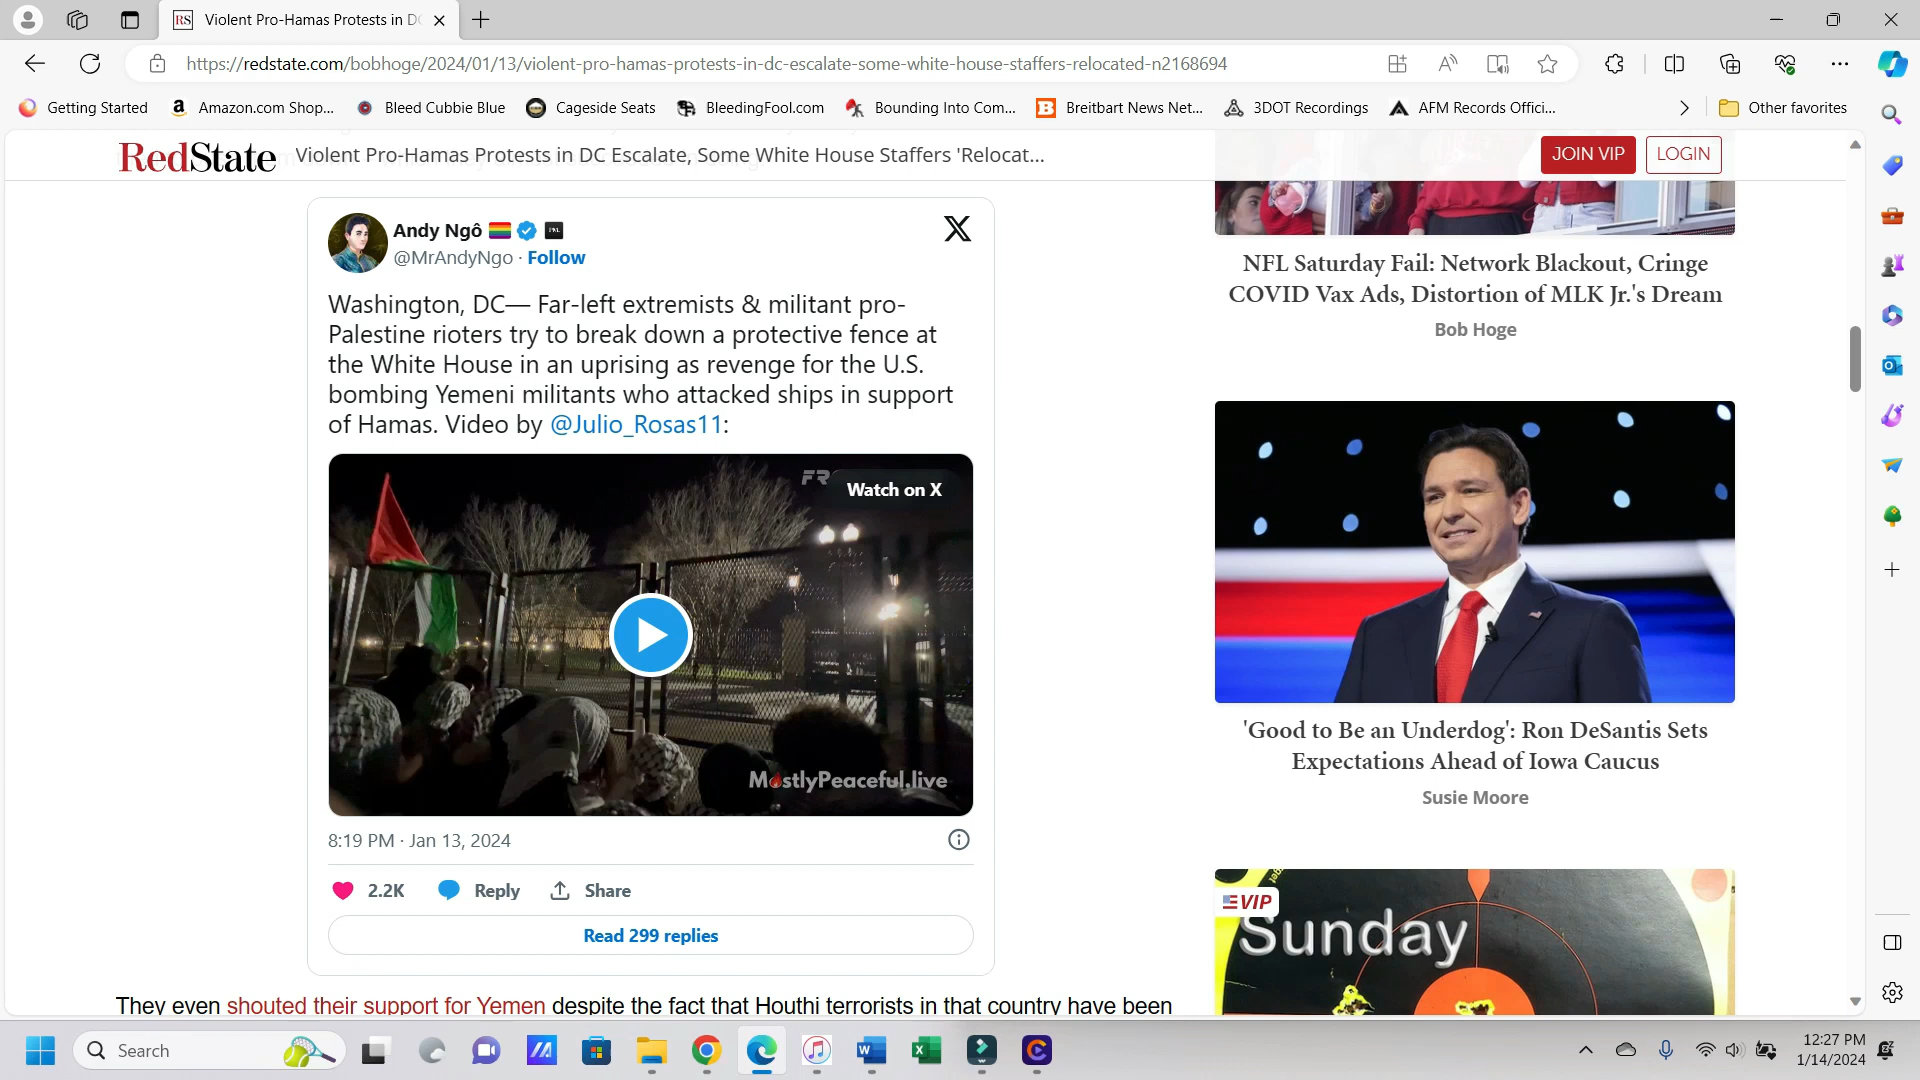 Violent Pro-Hamas Protests in DC
https://redstate.com/bobhoge/2024/01/13/violent-pro-hamas-protests-in-dc-escalate-some-white-house-staffers-relocated-n2168694
Getting Started
Amazon.com Shop...
Bleed Cubbie Blue
Cageside Seats
BleedingFool.com
Bounding Into Com...
Breitbart News Net...
3DOT Recordings
AFM Records Offici...
Other favorites
RedState
Violent Pro-Hamas Protests in DC Escalate, Some White House Staffers 'Relocat...
JOIN VIP
LOGIN
Andy Ngô
@MrAndyNgo · Follow
Washington, DC— Far-left extremists & militant pro-
Palestine rioters try to break down a protective fence at
the White House in an uprising as revenge for the U.S.
bombing Yemeni militants who attacked ships in support
of Hamas. Video by @Julio_Rosas11:
Watch on X
MostlyPeaceful.live
8:19 PM · Jan 13, 2024
2.2K
Reply
Share
Read 299 replies
They even shouted their support for Yemen despite the fact that Houthi terrorists in that country have been
NFL Saturday Fail: Network Blackout, Cringe
COVID Vax Ads, Distortion of MLK Jr.'s Dream
Bob Hoge
'Good to Be an Underdog': Ron DeSantis Sets
Expectations Ahead of Iowa Caucus
Susie Moore
VIP
Sunday
Search
12:27 PM
1/14/2024